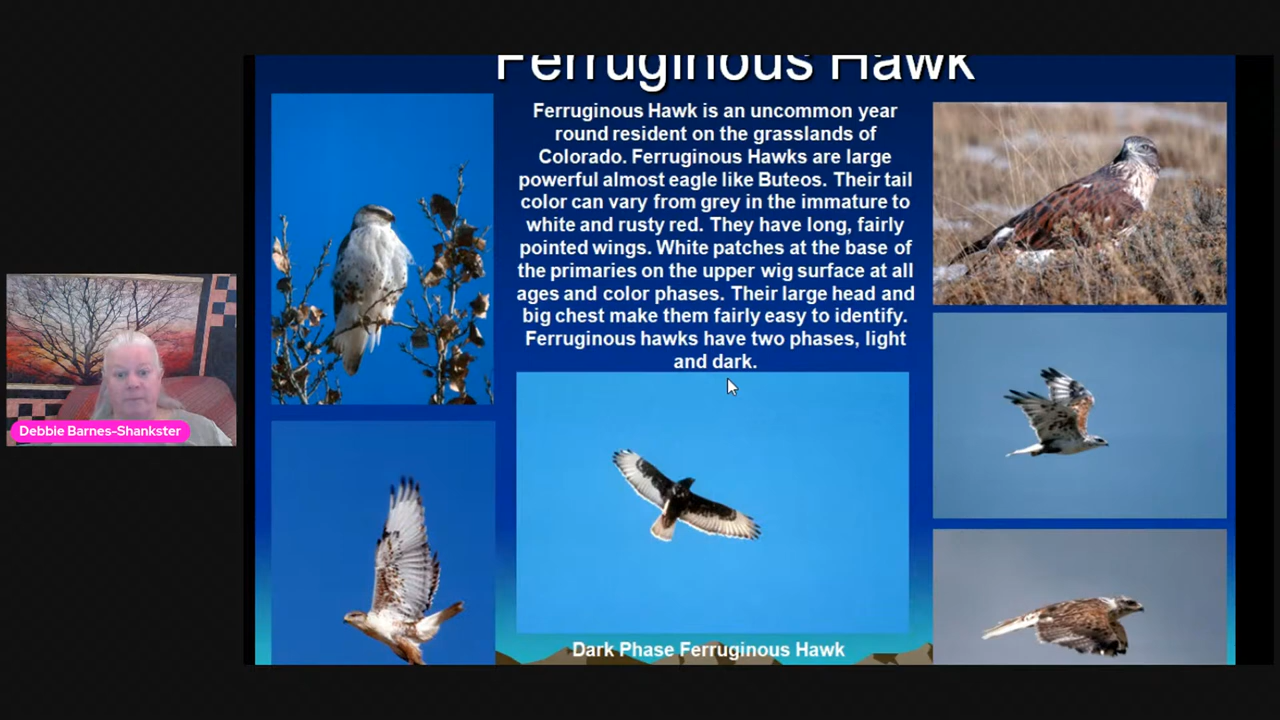 Ferruginous Hawk
Ferruginous Hawk is an uncommon year
round resident on the grasslands of
Colorado. Ferruginous Hawks are large
powerful almost eagle like Buteos. Their tail
color can vary from grey in the immature to
white and rusty red. They have long, fairly
pointed wings. White patches at the base of
the primaries on the upper wig surface at all
ages and color phases. Their large head and
big chest make them fairly easy to identify.
Ferruginous hawks have two phases, light
and dark.
Debbie Barnes-Shankster
Dark Phase Ferruginous Hawk